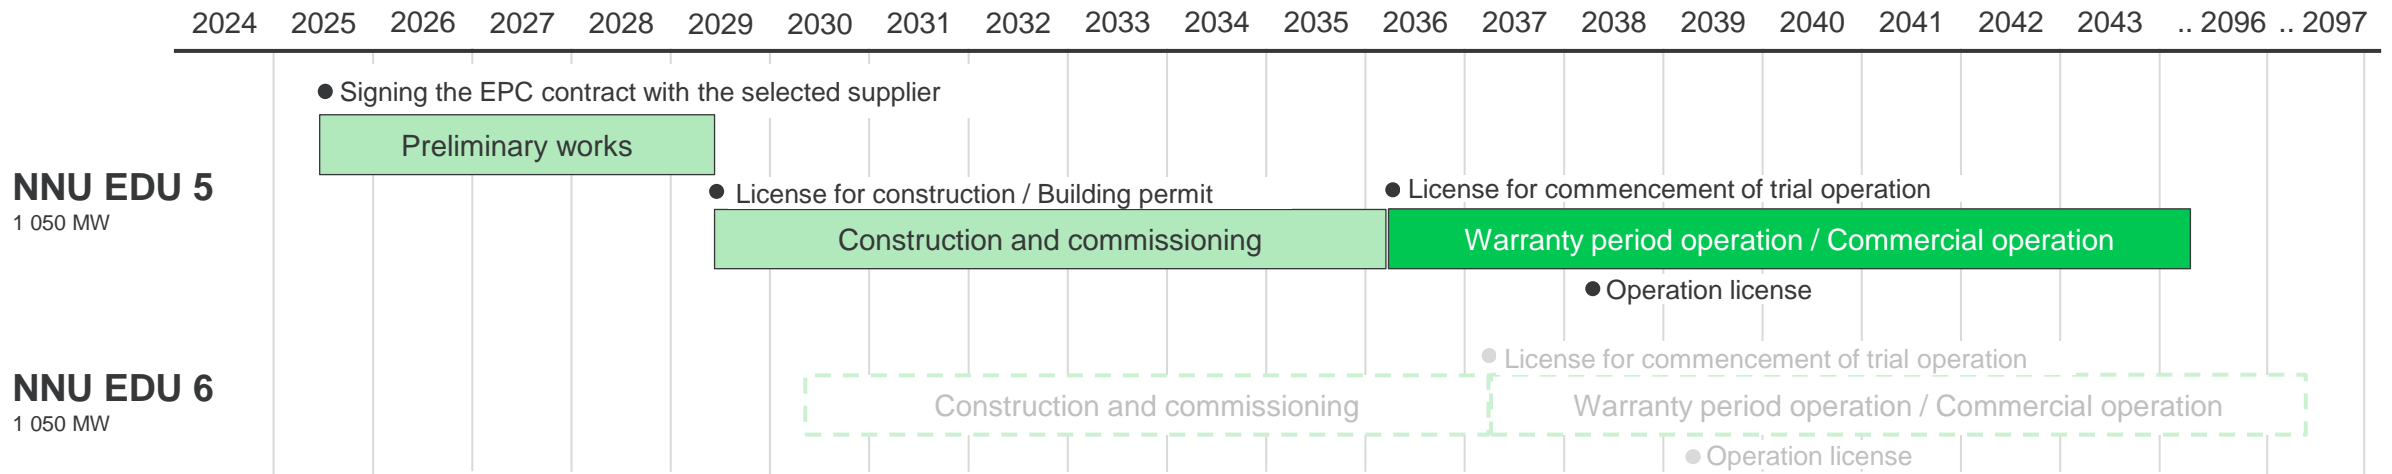 2024 2025 2026 2027 2028 2029 2030 2031 2032 2033 2034 2035 2036 2037 2038 2039 2040 2041 2042 2043 .. 2096 .. 2097
Signing the EPC contract with the selected supplier
Preliminary works
NNU EDU 5
1 050 MW
License for construction / Building permit
License for commencement of trial operation
Construction and commissioning
Warranty period operation / Commercial operation
Operation license
License for commencement of trial operation
NNU EDU 6
1 050 MW
Construction and commissioning
Warranty period operation / Commercial operation
Operation license